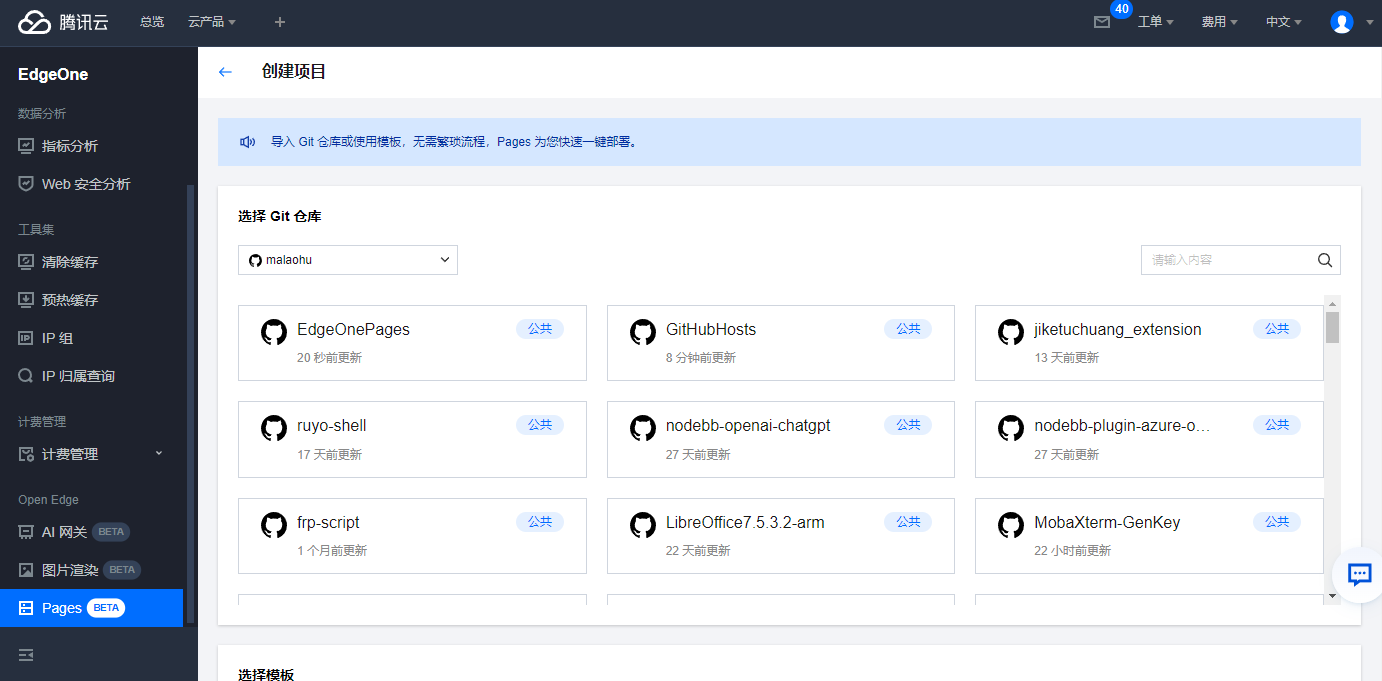 腾讯云 总览 云产品 40 工单 费用 中文
EdgeOne
数据分析
指标分析
Web 安全分析
工具集
清除缓存
预热缓存
IP 组
IP 归属查询
计费管理
计费管理
Open Edge
AI 网关 BETA
图片渲染 BETA
Pages BETA
创建项目
导入 Git 仓库或使用模板，无需繁琐流程，Pages 为您快速一键部署。
选择 Git 仓库
malaohu
请输入内容
EdgeOnePages 公共
20 秒前更新
GitHubHosts 公共
8 分钟前更新
jiketuchuang_extension 公共
13 天前更新
ruyo-shell 公共
17 天前更新
nodebb-openai-chatgpt 公共
27 天前更新
nodebb-plugin-azure-o... 公共
27 天前更新
frp-script 公共
1 个月前更新
LibreOffice7.5.3.2-arm 公共
22 天前更新
MobaXterm-GenKey 公共
22 小时前更新
选择模板